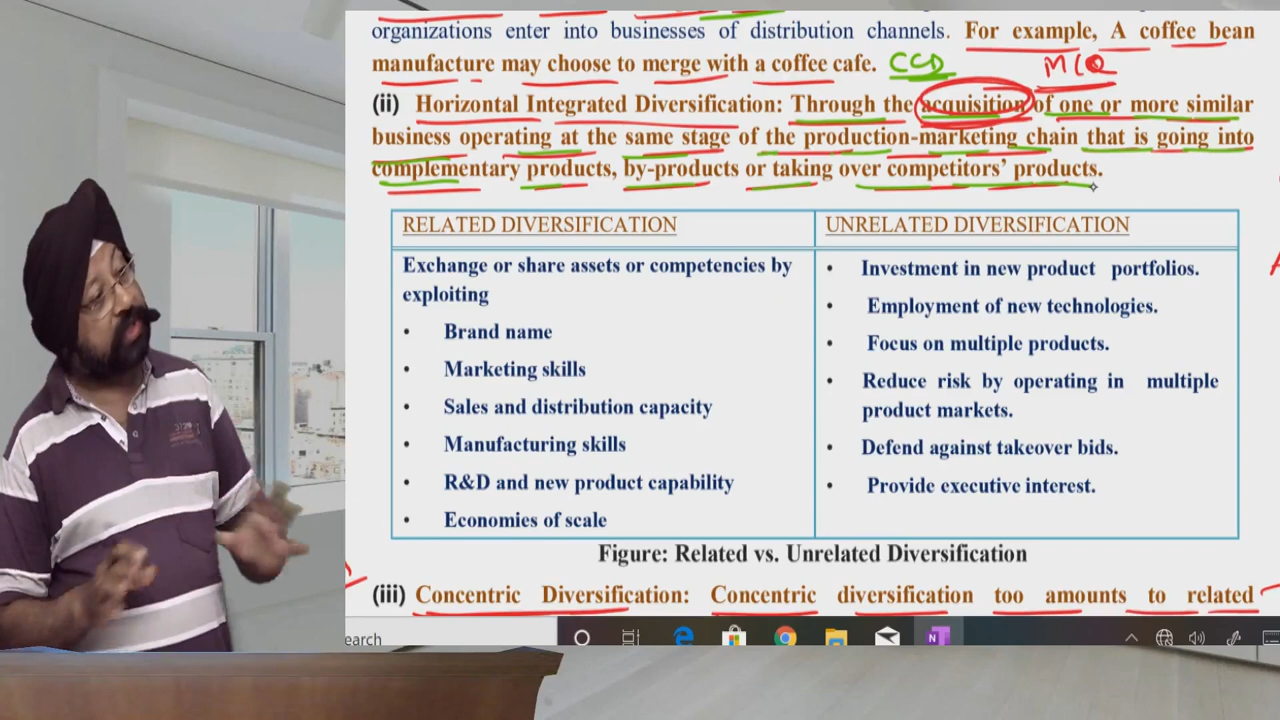 organizations enter into businesses of distribution channels. For example, A coffee bean
manufacture may choose to merge with a coffee cafe. CCD MCQ
(ii) Horizontal Integrated Diversification: Through the acquisition of one or more similar
business operating at the same stage of the production-marketing chain that is going into
complementary products, by-products or taking over competitors' products.
RELATED DIVERSIFICATION
Exchange or share assets or competencies by
exploiting
• Brand name
• Marketing skills
• Sales and distribution capacity
• Manufacturing skills
• R&D and new product capability
• Economies of scale
UNRELATED DIVERSIFICATION
• Investment in new product portfolios.
• Employment of new technologies.
• Focus on multiple products.
• Reduce risk by operating in multiple
product markets.
• Defend against takeover bids.
• Provide executive interest.
Figure: Related vs. Unrelated Diversification
(iii) Concentric Diversification: Concentric diversification too amounts to related
earch